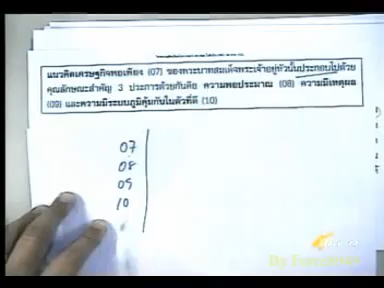 แนวคิดเศรษฐกิจพอเพียง (07) ของพระบาทสมเด็จพระเจ้าอยู่หัวนั้นประกอบไปด้วย
คุณลักษณะสำคัญ 3 ประการด้วยกันคือ ความพอประมาณ (08) ความมีเหตุผล
(09) และความมีระบบภูมิคุ้มกันในตัวที่ดี (10)
07
08
09
10